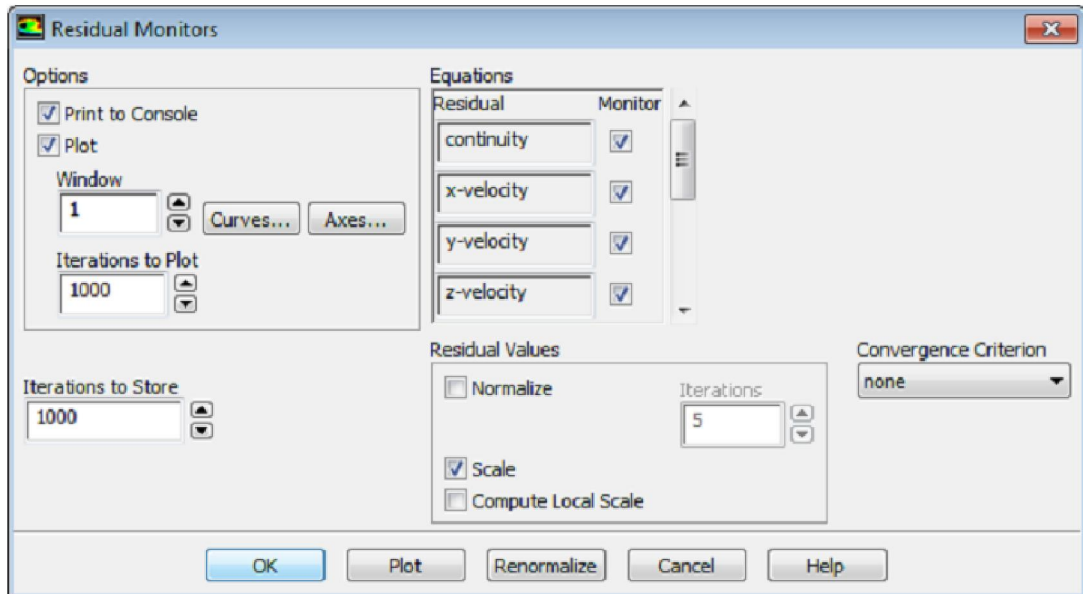 Residual Monitors
Options
Print to Console
Plot
Window
1
Curves...
Axes...
Iterations to Plot
1000
Iterations to Store
1000
Equations
Residual Monitor
continuity
x-velocity
y-velocity
z-velocity
Residual Values
Normalize
Iterations
5
Scale
Compute Local Scale
Convergence Criterion
none
OK
Plot
Renormalize
Cancel
Help